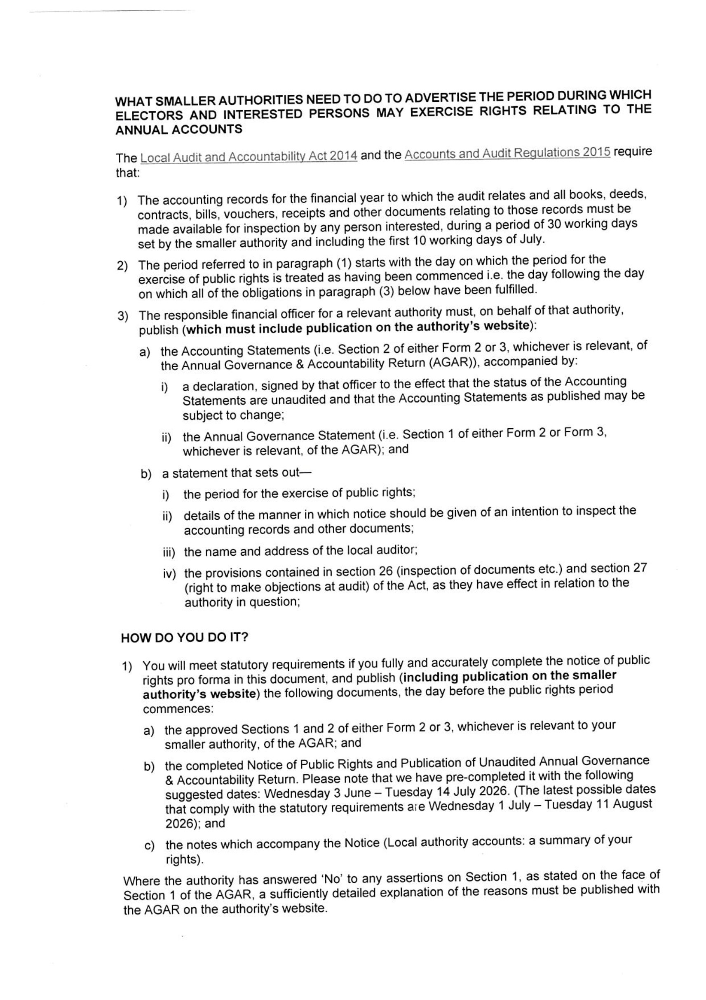 WHAT SMALLER AUTHORITIES NEED TO DO TO ADVERTISE THE PERIOD DURING WHICH
ELECTORS AND INTERESTED PERSONS MAY EXERCISE RIGHTS RELATING TO THE
ANNUAL ACCOUNTS
The Local Audit and Accountability Act 2014 and the Accounts and Audit Regulations 2015 require
that:
1) The accounting records for the financial year to which the audit relates and all books, deeds,
contracts, bills, vouchers, receipts and other documents relating to those records must be
made available for inspection by any person interested, during a period of 30 working days
set by the smaller authority and including the first 10 working days of July.
2) The period referred to in paragraph (1) starts with the day on which the period for the
exercise of public rights is treated as having been commenced i.e. the day following the day
on which all of the obligations in paragraph (3) below have been fulfilled.
3) The responsible financial officer for a relevant authority must, on behalf of that authority,
publish (which must include publication on the authority's website):
a) the Accounting Statements (i.e. Section 2 of either Form 2 or 3, whichever is relevant, of
the Annual Governance & Accountability Return (AGAR)), accompanied by:
i) a declaration, signed by that officer to the effect that the status of the Accounting
Statements are unaudited and that the Accounting Statements as published may be
subject to change;
ii) the Annual Governance Statement (i.e. Section 1 of either Form 2 or Form 3,
whichever is relevant, of the AGAR); and
b) a statement that sets out—
i) the period for the exercise of public rights;
ii) details of the manner in which notice should be given of an intention to inspect the
accounting records and other documents;
iii) the name and address of the local auditor;
iv) the provisions contained in section 26 (inspection of documents etc.) and section 27
(right to make objections at audit) of the Act, as they have effect in relation to the
authority in question;
HOW DO YOU DO IT?
1) You will meet statutory requirements if you fully and accurately complete the notice of public
rights pro forma in this document, and publish (including publication on the smaller
authority's website) the following documents, the day before the public rights period
commences:
a) the approved Sections 1 and 2 of either Form 2 or 3, whichever is relevant to your
smaller authority, of the AGAR; and
b) the completed Notice of Public Rights and Publication of Unaudited Annual Governance
& Accountability Return. Please note that we have pre-completed it with the following
suggested dates: Wednesday 3 June – Tuesday 14 July 2026. (The latest possible dates
that comply with the statutory requirements are Wednesday 1 July – Tuesday 11 August
2026); and
c) the notes which accompany the Notice (Local authority accounts: a summary of your
rights).
Where the authority has answered 'No' to any assertions on Section 1, as stated on the face of
Section 1 of the AGAR, a sufficiently detailed explanation of the reasons must be published with
the AGAR on the authority's website.